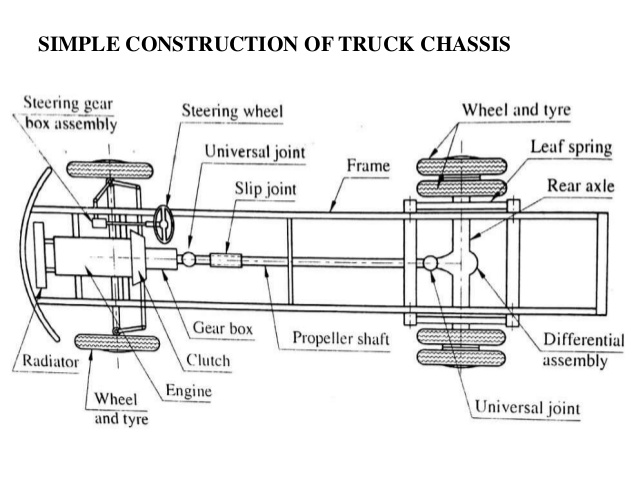 SIMPLE CONSTRUCTION OF TRUCK CHASSIS
Steering gear
box assembly
Steering wheel
Wheel and tyre
Universal joint
Leaf spring
Frame
Slip joint
Rear axle
Gear box
Propeller shaft
Differential
assembly
Radiator
Clutch
Engine
Wheel
and tyre
Universal joint